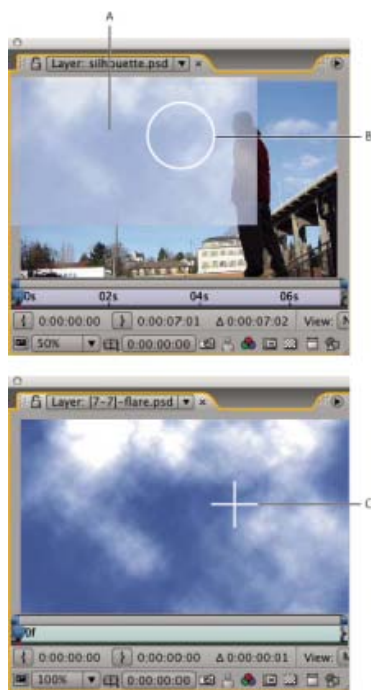 A
Layer: silhouette.psd
B
0s 02s 04s 06s
0:00:00:00 0:00:07:01 Δ 0:00:07:02 View:
50% 0:00:00:00
Layer: [7-7]-flare.psd
C
0f
0:00:00:00 0:00:00:00 Δ 0:00:00:01 View:
100% 0:00:00:00